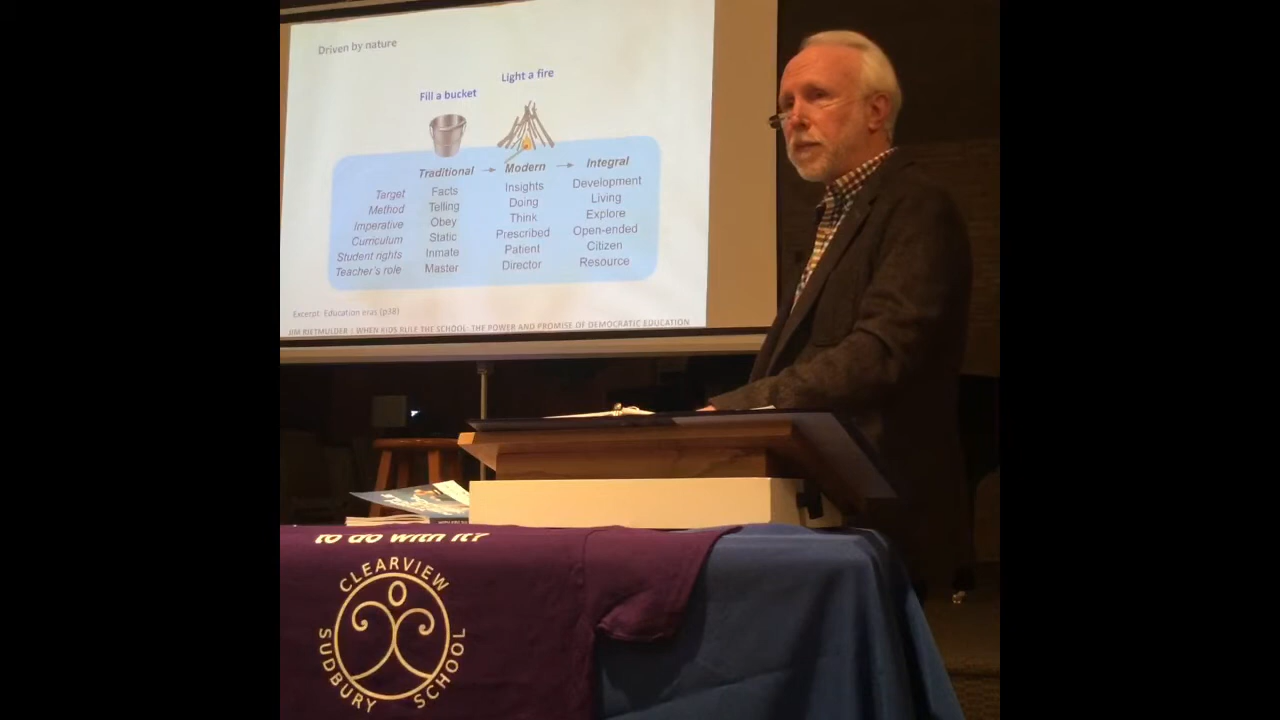 Driven by nature
Light a fire
Fill a bucket
Traditional → Modern → Integral
Target Facts Insights Development
Method Telling Doing Living
Imperative Obey Think Explore
Curriculum Static Prescribed Open-ended
Student rights Inmate Patient Citizen
Teacher's role Master Director Resource
Excerpt: Education eras (p38)
JIM RIETMULDER | WHEN KIDS RULE THE SCHOOL: THE POWER AND PROMISE OF DEMOCRATIC EDUCATION
to do with it?
CLEARVIEW
SUDBURY SCHOOL